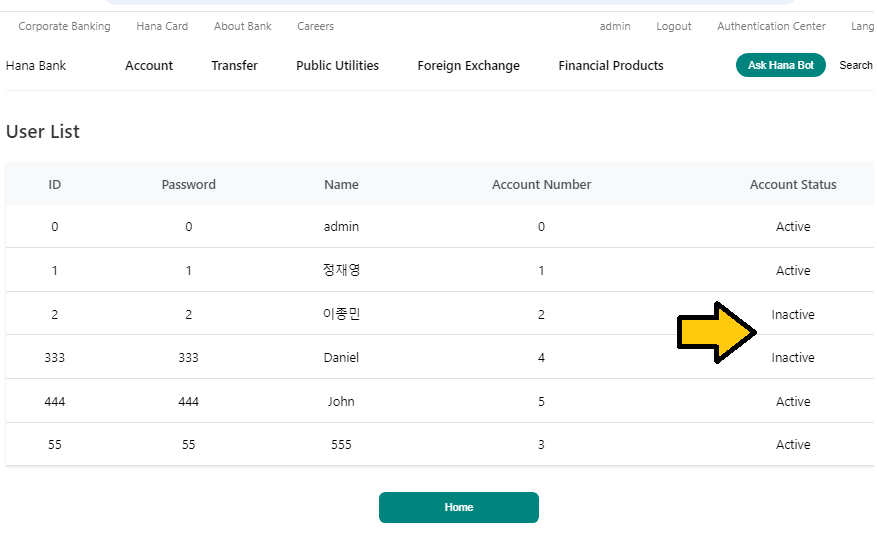 Corporate Banking Hana Card About Bank Careers admin Logout Authentication Center Lang
Hana Bank Account Transfer Public Utilities Foreign Exchange Financial Products Ask Hana Bot Search
User List
ID Password Name Account Number Account Status
0 0 admin 0 Active
1 1 정재영 1 Active
2 2 이종민 2 Inactive
333 333 Daniel 4 Inactive
444 444 John 5 Active
55 55 555 3 Active
Home